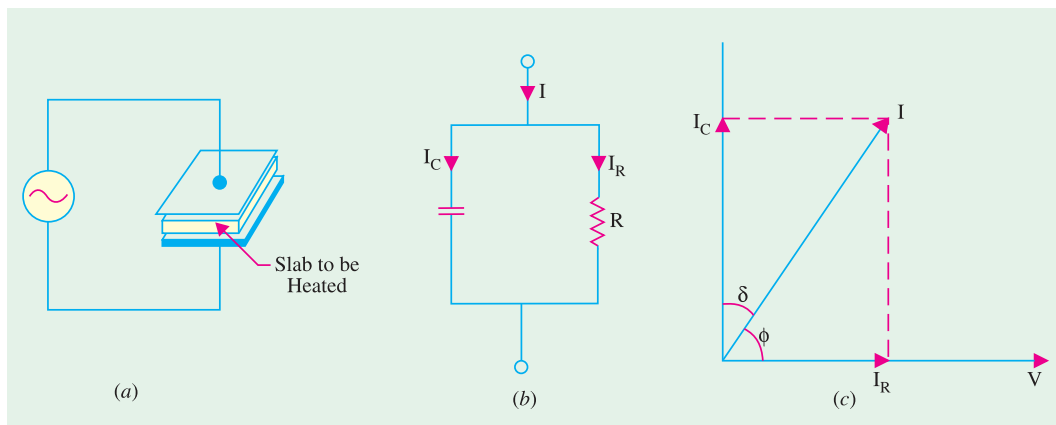 Slab to be
Heated
(a)
I
I_C
I_R
R
(b)
I_C
I
δ
ϕ
I_R
V
(c)